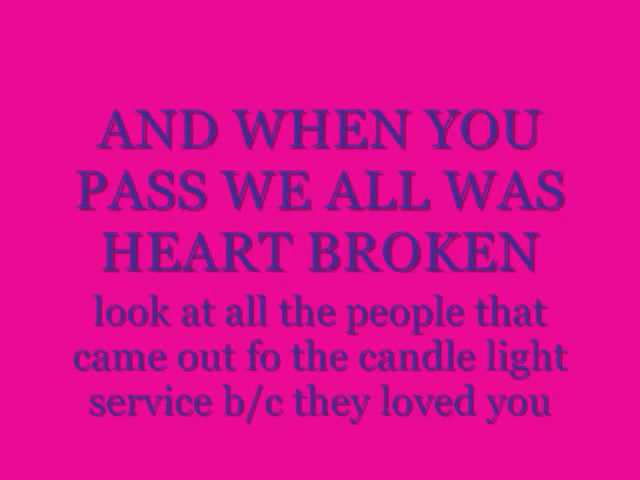 AND WHEN YOU
PASS WE ALL WAS
HEART BROKEN
look at all the people that
came out fo the candle light
service b/c they loved you